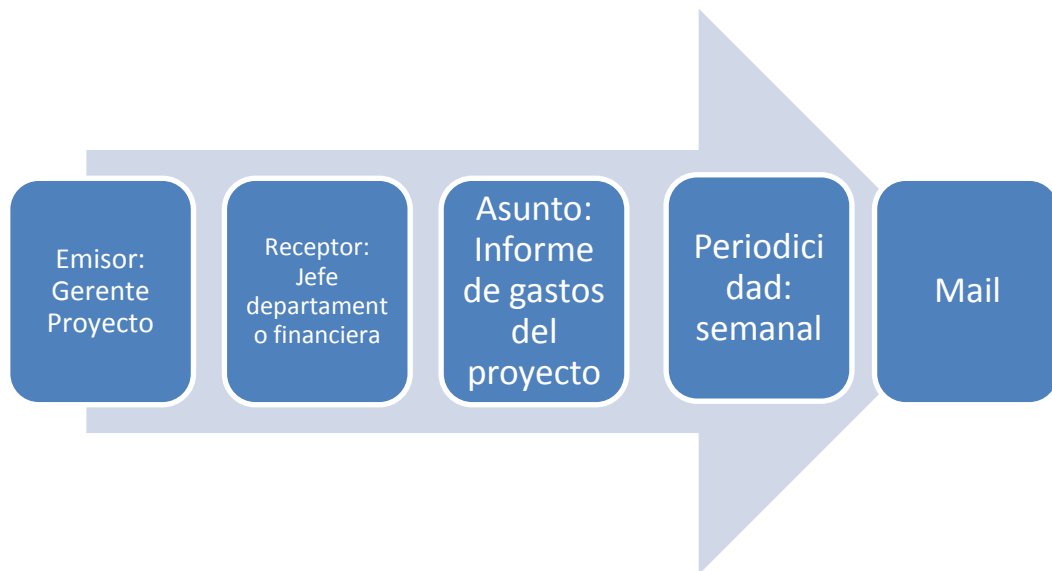 Emisor:
Gerente
Proyecto
Receptor:
Jefe
departament
o financiera
Asunto:
Informe
de gastos
del
proyecto
Periodici
dad:
semanal
Mail